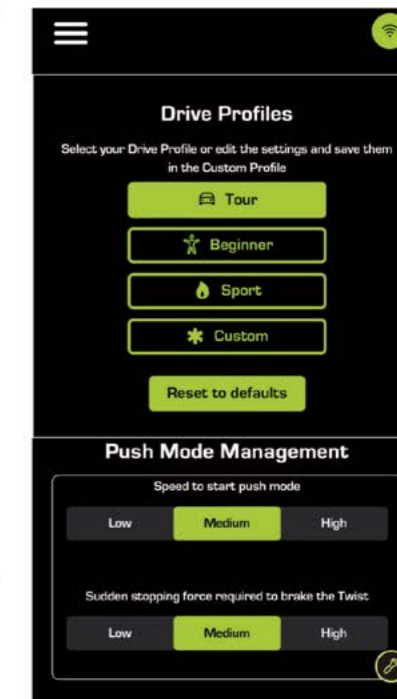 Drive Profiles
Select your Drive Profile or edit the settings and save them
in the Custom Profile
Tour
Beginner
Sport
Custom
Reset to defaults
Push Mode Management
Speed to start push mode
Low Medium High
Sudden stopping force required to brake the Twist
Low Medium High